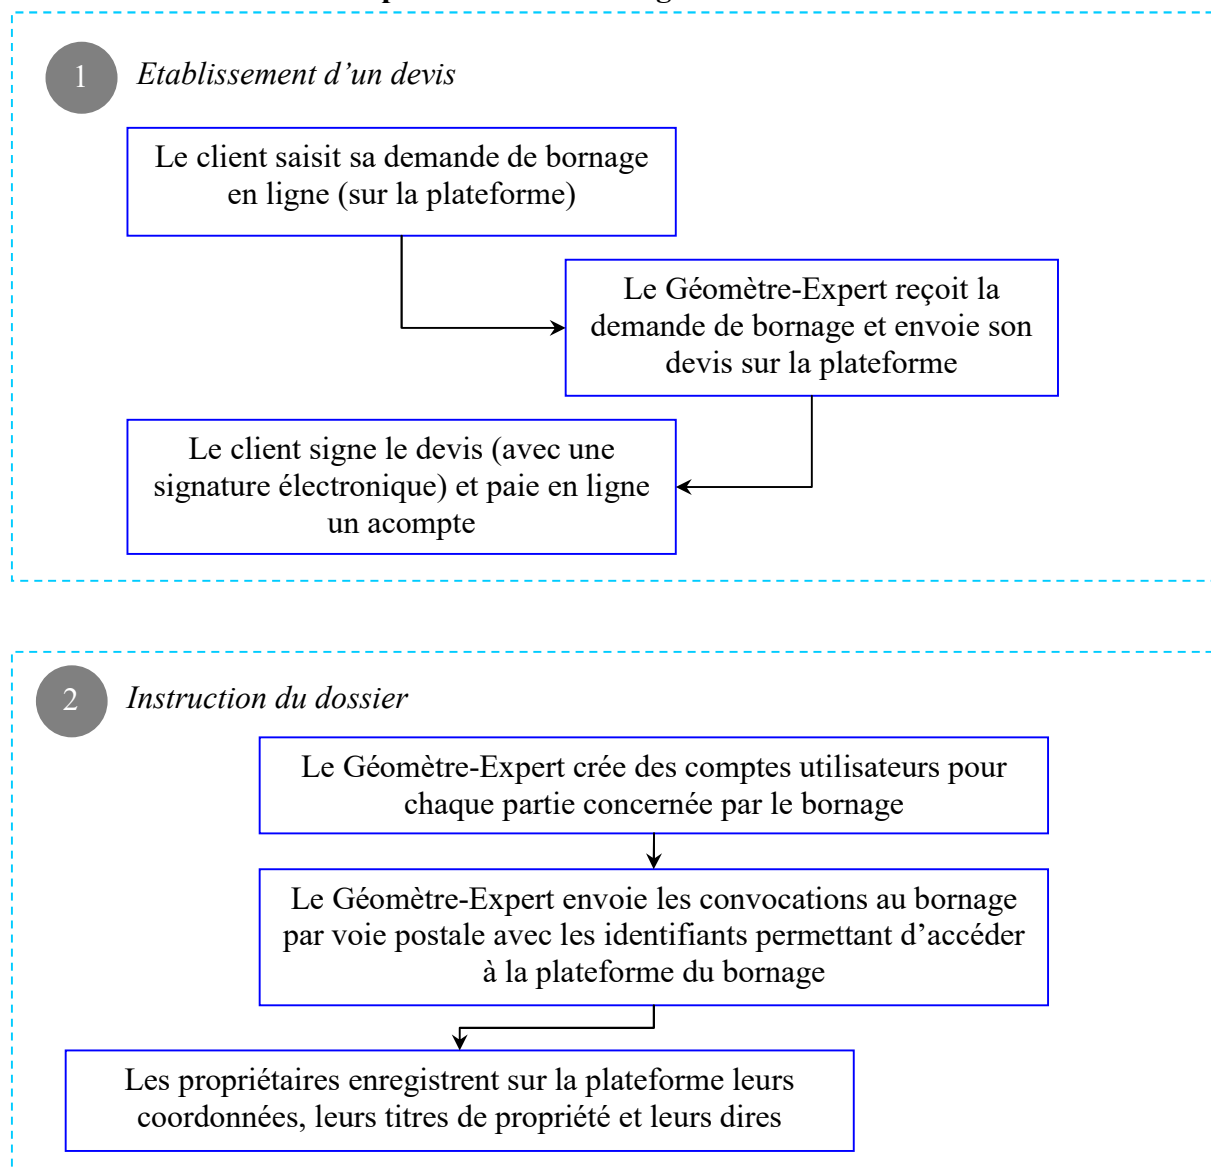 1
Etablissement d’un devis
Le client saisit sa demande de bornage
en ligne (sur la plateforme)
Le Géomètre-Expert reçoit la
demande de bornage et envoie son
devis sur la plateforme
Le client signe le devis (avec une
signature électronique) et paie en ligne
un acompte
2
Instruction du dossier
Le Géomètre-Expert crée des comptes utilisateurs pour
chaque partie concernée par le bornage
Le Géomètre-Expert envoie les convocations au bornage
par voie postale avec les identifiants permettant d’accéder
à la plateforme du bornage
Les propriétaires enregistrent sur la plateforme leurs
coordonnées, leurs titres de propriété et leurs dires